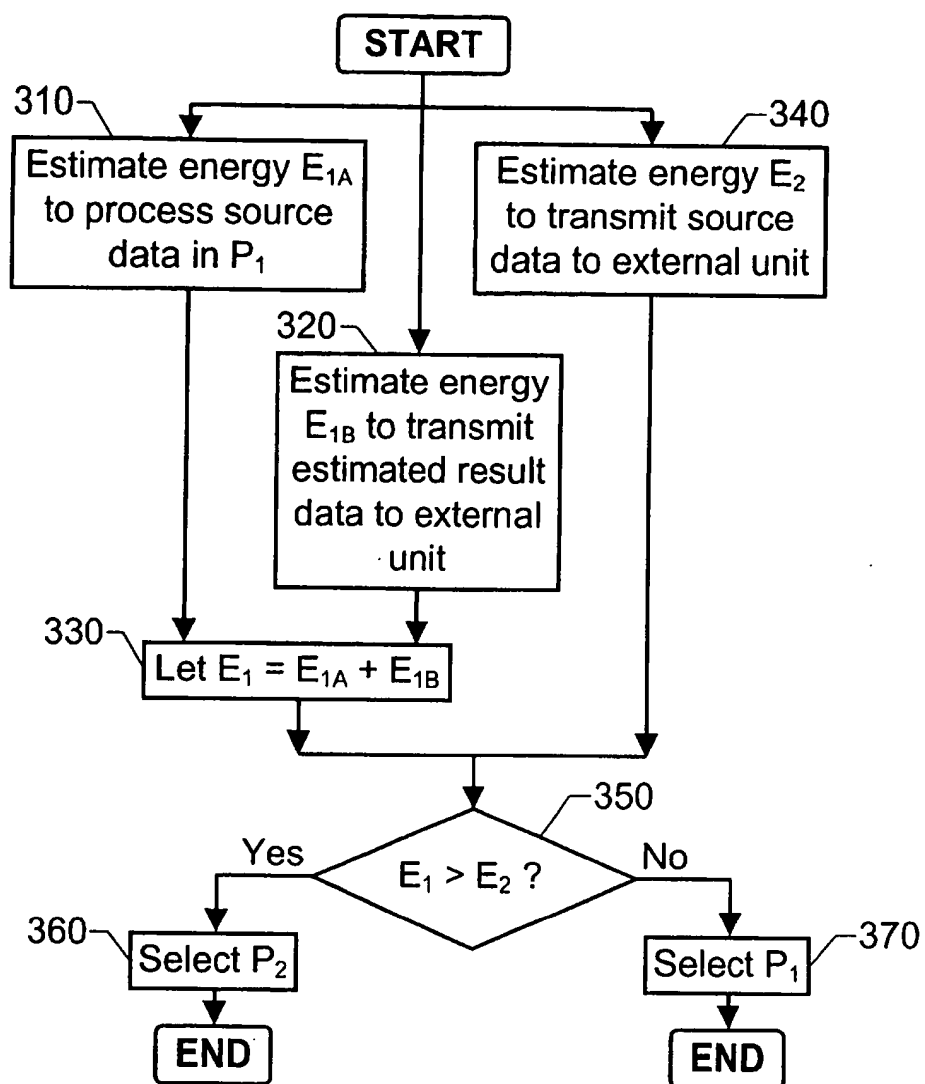 START
310
Estimate energy E₁A
to process source
data in P₁
340
Estimate energy E₂
to transmit source
data to external unit
320
Estimate energy
E₁B to transmit
estimated result
data to external
unit
330
Let E₁ = E₁A + E₁B
350
E₁ > E₂ ?
Yes
No
360
Select P₂
370
Select P₁
END
END